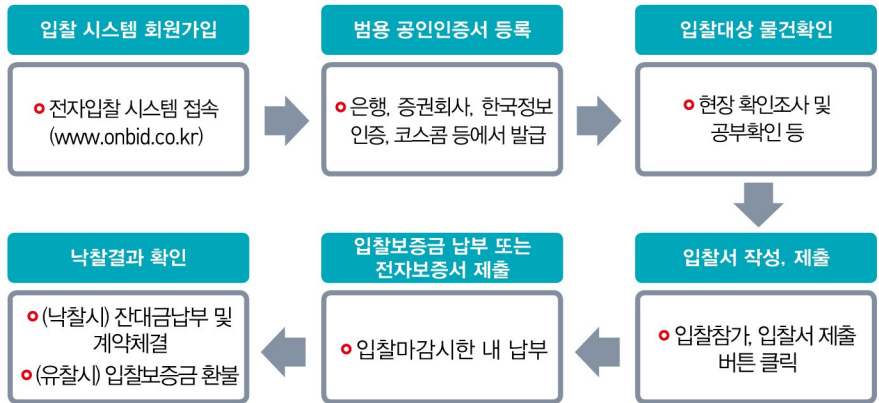 입찰 시스템 회원가입
전자입찰 시스템 접속
(www.onbid.co.kr)
범용 공인인증서 등록
은행, 증권회사, 한국정보
인증, 코스콤 등에서 발급
입찰대상 물건확인
현장 확인조사 및
공부확인 등
입찰서 작성, 제출
입찰참가, 입찰서 제출
버튼 클릭
입찰보증금 납부 또는
전자보증서 제출
입찰마감시한 내 납부
낙찰결과 확인
(낙찰시) 잔대금납부 및
계약체결
(유찰시) 입찰보증금 환불